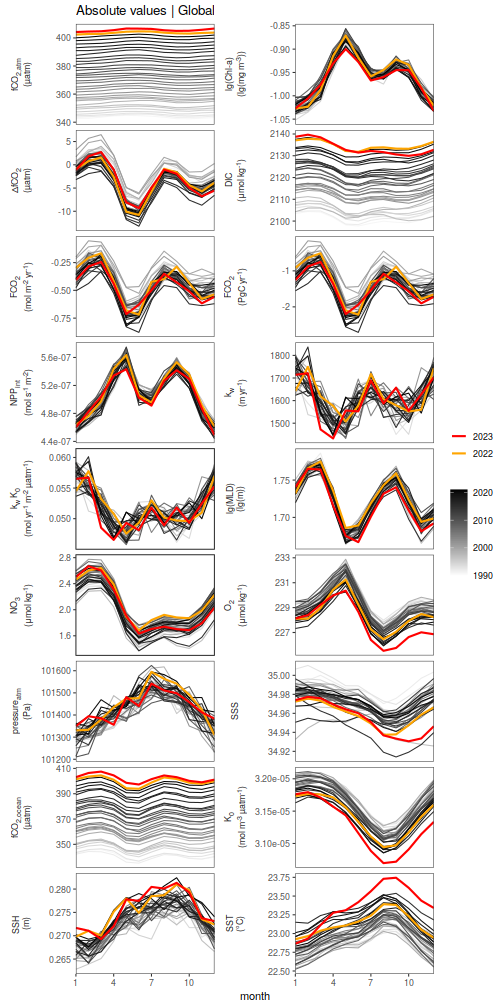 Absolute values | Global
fCO2,atm
(µatm)
400
380
360
340
lg(Chl-a)
(lg(mg m⁻³))
-0.85
-0.90
-0.95
-1.00
-1.05
ΔfCO2
(µatm)
5
0
-5
-10
DIC
(µmol kg⁻¹)
2140
2130
2120
2110
2100
FCO2
(mol m⁻² yr⁻¹)
-0.25
-0.50
-0.75
FCO2
(PgC yr⁻¹)
-1
-2
NPPint
(mol s⁻¹ m⁻²)
5.6e-07
5.2e-07
4.8e-07
4.4e-07
kw
(m yr⁻¹)
1800
1700
1600
1500
kw K0
(mol yr⁻¹ m⁻² µatm⁻¹)
0.060
0.055
0.050
lg(MLD)
(lg(m))
1.75
1.70
NO3
(µmol kg⁻¹)
2.8
2.4
2.0
1.6
O2
(µmol kg⁻¹)
233
231
229
227
pressureatm
(Pa)
101600
101500
101400
101300
101200
SSS
35.00
34.98
34.96
34.94
34.92
fCO2,ocean
(µatm)
410
390
370
350
K0
(mol m⁻³ µatm⁻¹)
3.20e-05
3.15e-05
3.10e-05
SSH
(m)
0.280
0.275
0.270
0.265
SST
(°C)
23.75
23.50
23.25
23.00
22.75
22.50
1 4 7 10
1 4 7 10
month
2023
2022
2020
2010
2000
1990